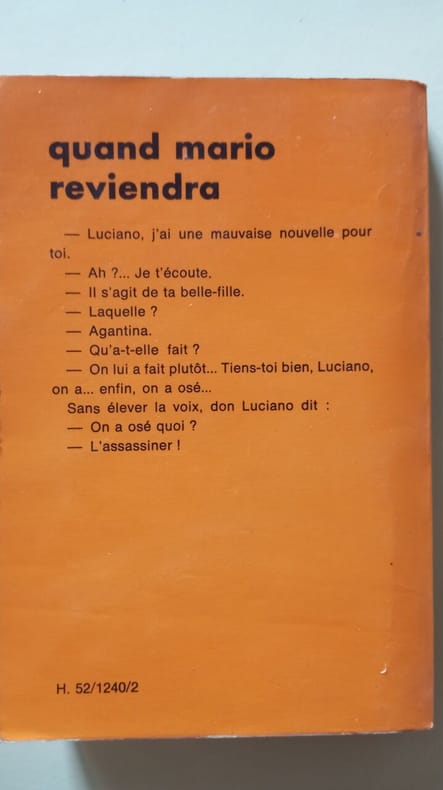 quand mario
reviendra
— Luciano, j'ai une mauvaise nouvelle pour
toi.
— Ah ?... Je t'écoute.
— Il s'agit de ta belle-fille.
— Laquelle ?
— Agantina.
— Qu'a-t-elle fait ?
— On lui a fait plutôt... Tiens-toi bien, Luciano,
on a... enfin, on a osé...
Sans élever la voix, don Luciano dit :
— On a osé quoi ?
— L'assassiner !
H. 52/1240/2